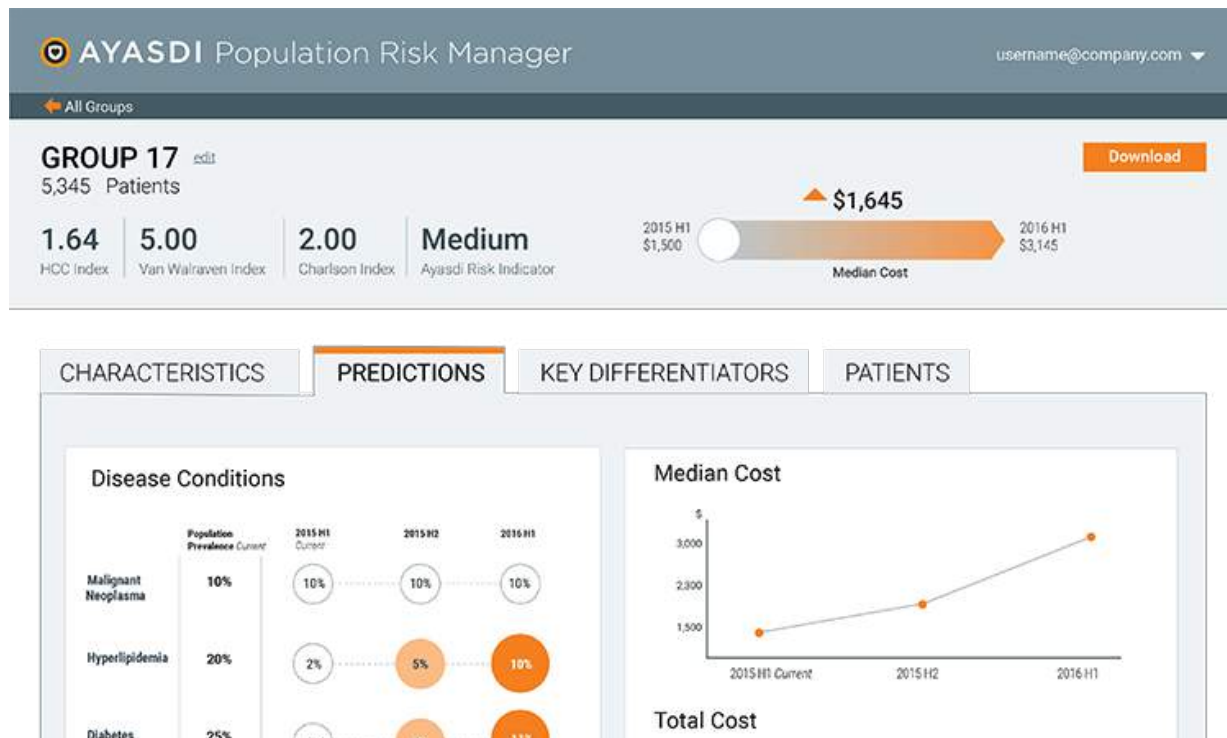 AYASDI Population Risk Manager
username@company.com
All Groups
GROUP 17 edit
5,345 Patients
Download
1.64
HCC Index
5.00
Van Walraven Index
2.00
Charlson Index
Medium
Ayasdi Risk Indicator
$1,645
2015 H1
$1,500
2016 H1
$3,145
Median Cost
CHARACTERISTICS
PREDICTIONS
KEY DIFFERENTIATORS
PATIENTS
Disease Conditions
Population
Prevalence Current
2015 H1
Current
2015 H2
2016 H1
Malignant
Neoplasma
10%
10%
10%
10%
Hyperlipidemia
20%
2%
5%
10%
Diabetes
25%
Median Cost
$
3,000
2,300
1,500
2015 H1 Current
2015 H2
2016 H1
Total Cost